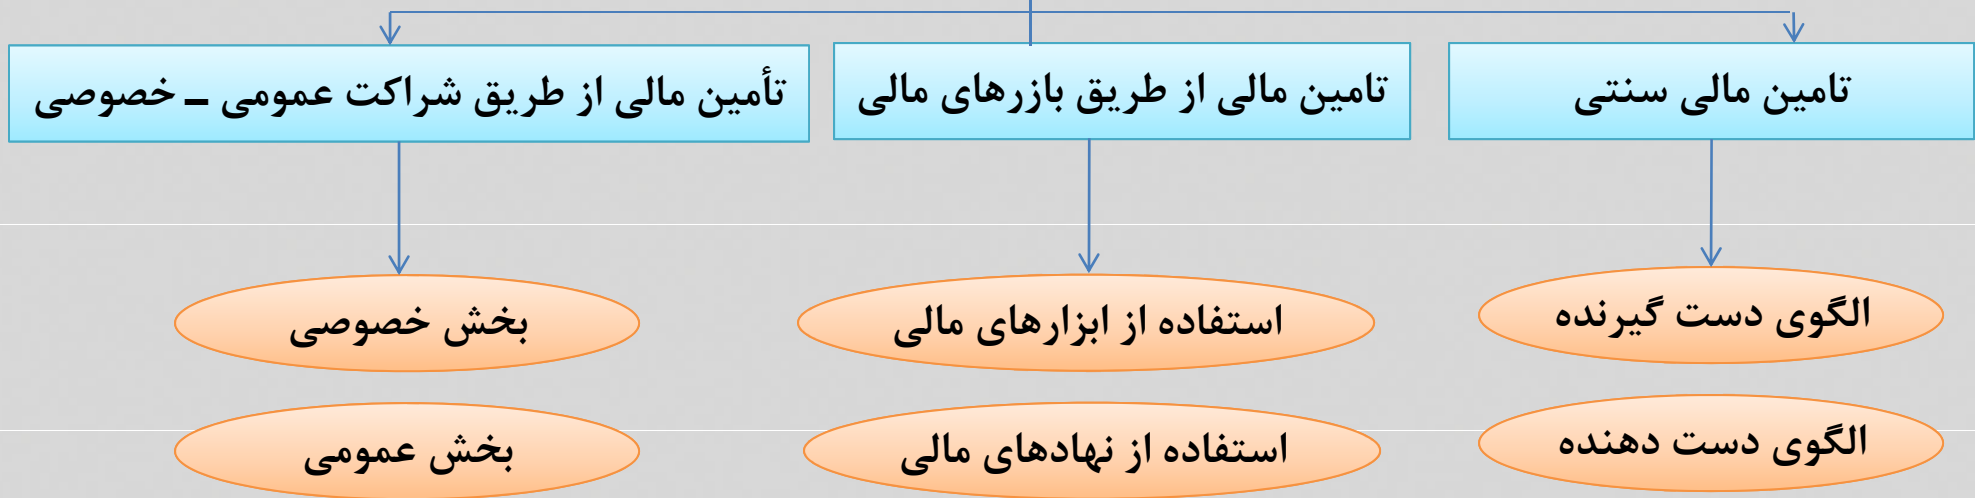 تامین مالی سنتی
تامین مالی از طریق بازرهای مالی
تأمین مالی از طریق شراکت عمومی ـ خصوصی
الگوی دست گیرنده
استفاده از ابزارهای مالی
بخش خصوصی
الگوی دست دهنده
استفاده از نهادهای مالی
بخش عمومی